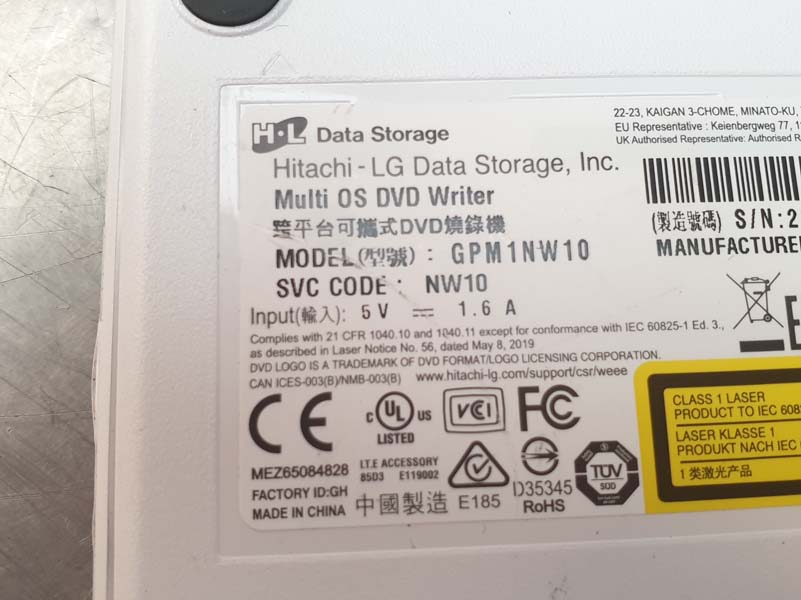 H•L Data Storage
Hitachi-LG Data Storage, Inc.
Multi OS DVD Writer
跨平台可攜式DVD燒錄機
MODEL(型號) : GPM1NW10
SVC CODE : NW10
Input(輸入): 5 V ⎓ 1.6 A
Complies with 21 CFR 1040.10 and 1040.11 except for conformance with IEC 60825-1 Ed. 3.,
as described in Laser Notice No. 56, dated May 8, 2019
DVD LOGO IS A TRADEMARK OF DVD FORMAT/LOGO LICENSING CORPORATION.
CAN ICES-003(B)/NMB-003(B) www.hitachi-lg.com/support/csr/weee
22-23, KAIGAN 3-CHOME, MINATO-KU,
EU Representative : Keienbergweg 77, 1
UK Authorised Representative: Authorised R
(製造號碼) S/N:2
MANUFACTURE
CE
c UL US
LISTED
VCI
FC
MEZ65084828
FACTORY ID:GH
MADE IN CHINA
I.T.E ACCESSORY
85D3 E119002
中國製造
E185
D35345
RoHS
TÜV
SÜD
CLASS 1 LASER
PRODUCT TO IEC 608
LASER KLASSE 1
PRODUKT NACH IEC
1 类激光产品